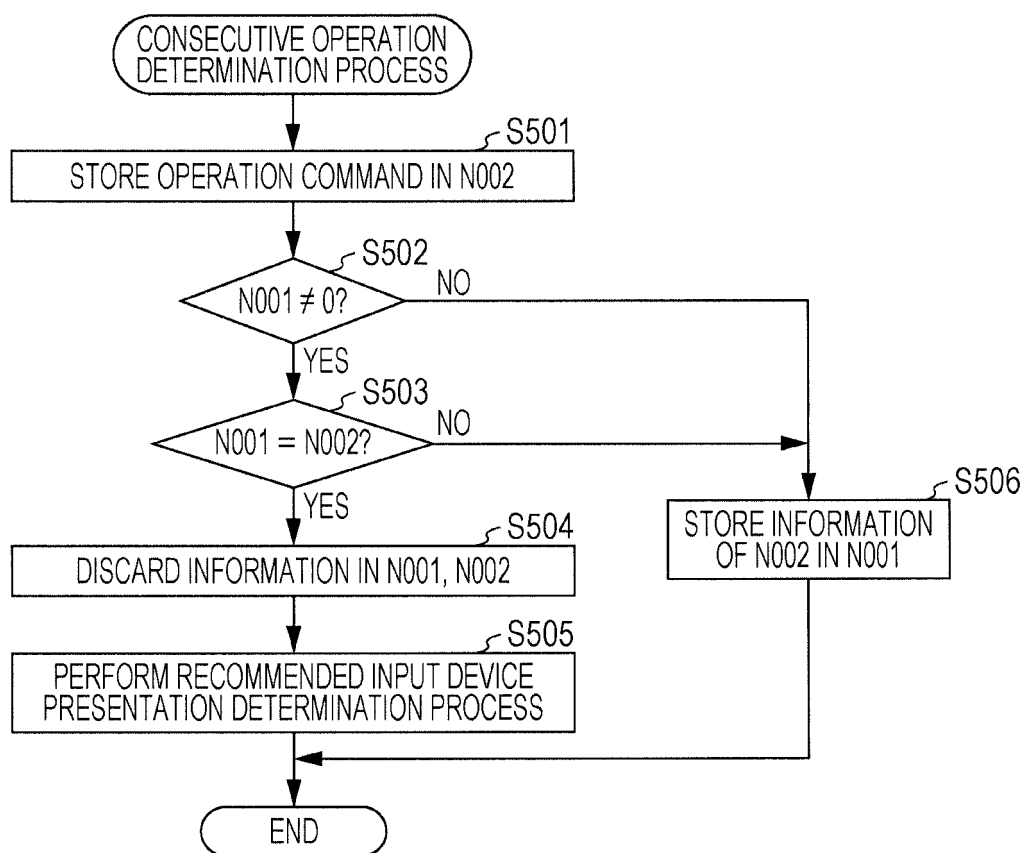 CONSECUTIVE OPERATION
DETERMINATION PROCESS
S501
STORE OPERATION COMMAND IN N002
S502
N001 ≠ 0?
NO
YES
S503
N001 = N002?
NO
YES
S506
STORE INFORMATION
OF N002 IN N001
S504
DISCARD INFORMATION IN N001, N002
S505
PERFORM RECOMMENDED INPUT DEVICE
PRESENTATION DETERMINATION PROCESS
END